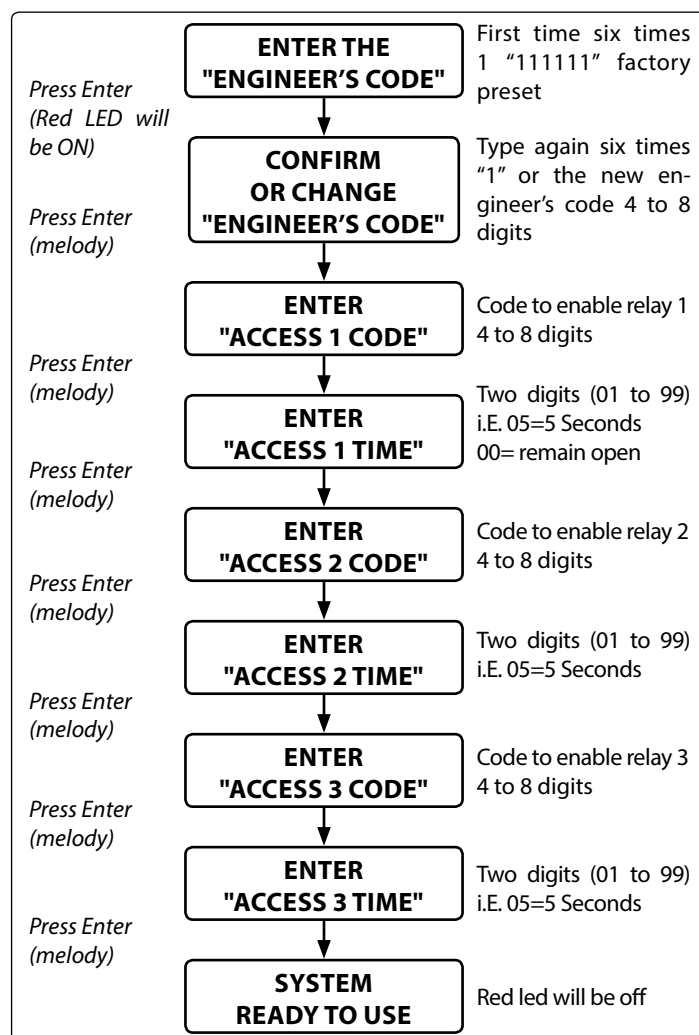 ENTER THE
"ENGINEER’S CODE"
First time six times
1 “111111” factory
preset
Press Enter
(Red LED will
be ON)
CONFIRM
OR CHANGE
"ENGINEER’S CODE"
Type again six times
“1” or the new en-
gineer’s code 4 to 8
digits
Press Enter
(melody)
ENTER
"ACCESS 1 CODE"
Code to enable relay 1
4 to 8 digits
Press Enter
(melody)
ENTER
"ACCESS 1 TIME"
Two digits (01 to 99)
i.E. 05=5 Seconds
00= remain open
Press Enter
(melody)
ENTER
"ACCESS 2 CODE"
Code to enable relay 2
4 to 8 digits
Press Enter
(melody)
ENTER
"ACCESS 2 TIME"
Two digits (01 to 99)
i.E. 05=5 Seconds
Press Enter
(melody)
ENTER
"ACCESS 3 CODE"
Code to enable relay 3
4 to 8 digits
Press Enter
(melody)
ENTER
"ACCESS 3 TIME"
Two digits (01 to 99)
i.E. 05=5 Seconds
Press Enter
(melody)
SYSTEM
READY TO USE
Red led will be off